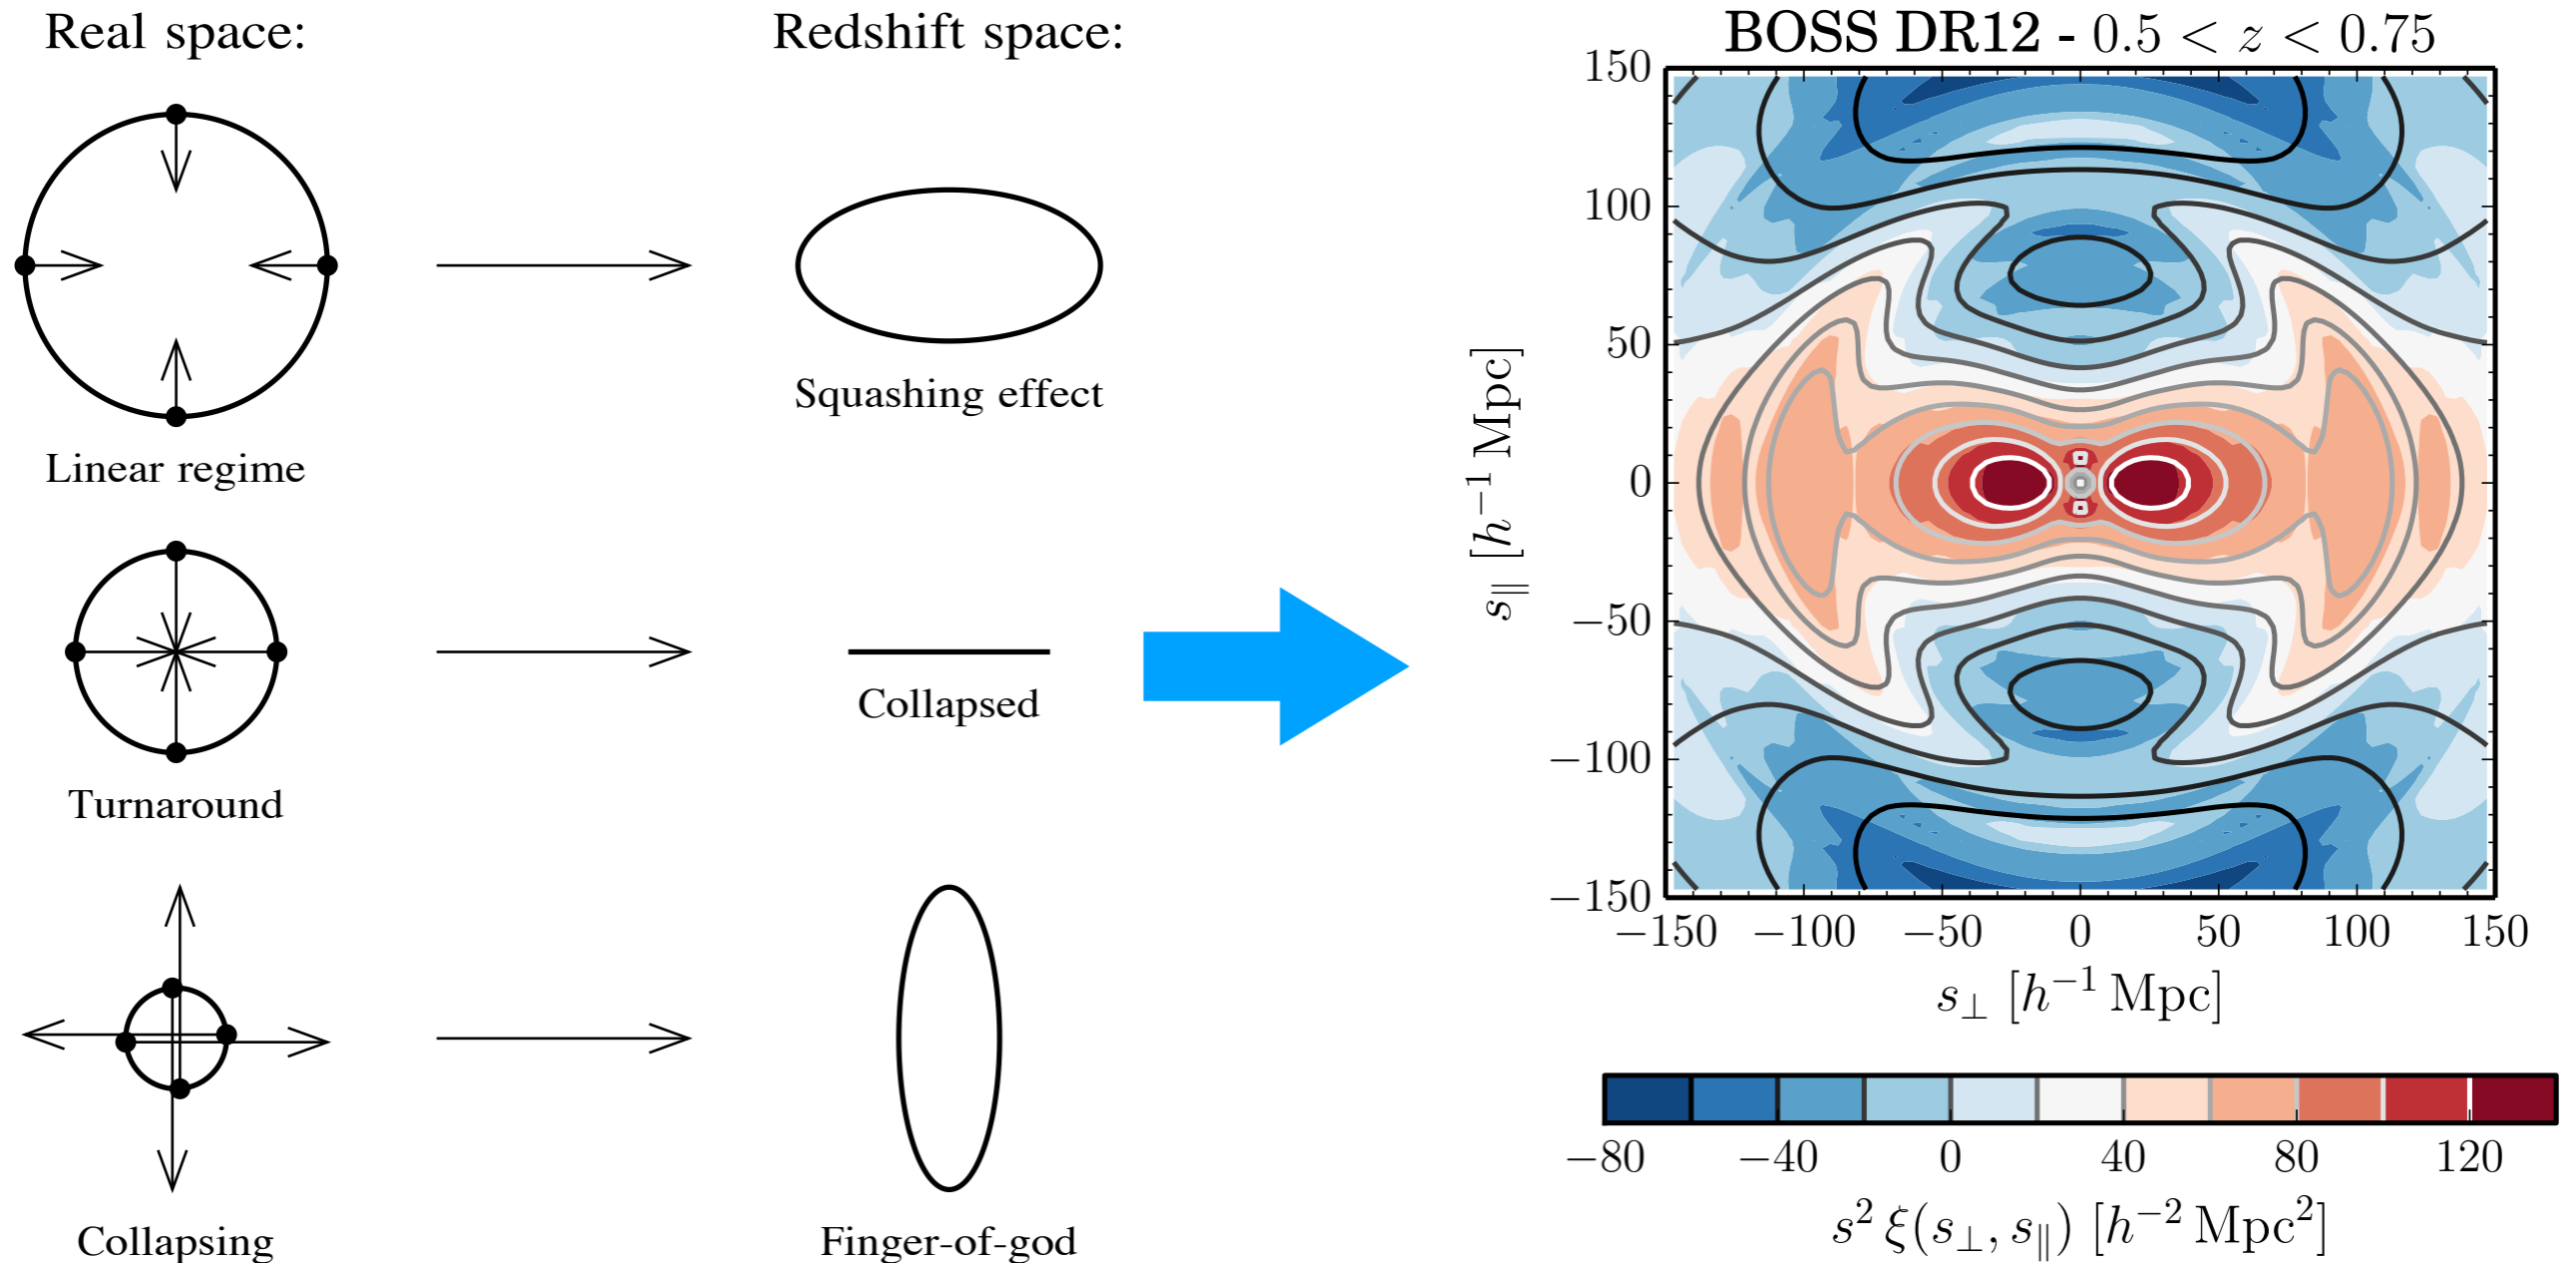 Real space:
Redshift space:
Linear regime
Squashing effect
Turnaround
Collapsed
Collapsing
Finger-of-god
BOSS DR12 - 0.5 < z < 0.75
150
100
50
0
−50
−100
−150
s∥ [h⁻¹ Mpc]
−150 −100 −50 0 50 100 150
s⊥ [h⁻¹ Mpc]
−80 −40 0 40 80 120
s² ξ(s⊥, s∥) [h⁻² Mpc²]